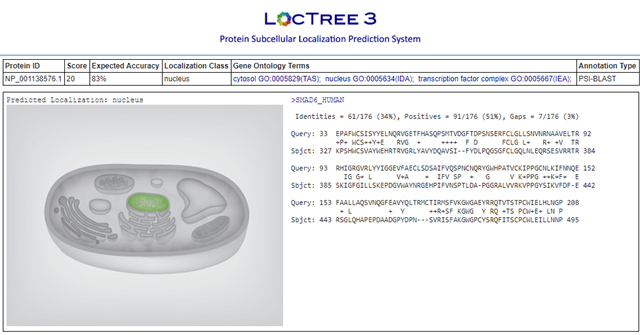 LOCTREE 3
Protein Subcellular Localization Prediction System
Protein ID Score Expected Accuracy Localization Class Gene Ontology Terms Annotation Type
NP_001138576.1 20 83% nucleus cytosol GO:0005829(TAS); nucleus GO:0005634(IDA); transcription factor complex GO:0005667(IEA); PSI-BLAST
Predicted Localization: nucleus
>SMAD6_HUMAN
Identities = 61/176 (34%), Positives = 91/176 (51%), Gaps = 7/176 (3%)
Query: 33 EPAFWCSISYYELNQRVGETFHASQPSMTVDGFTDPSNSERFCLGLLSNVNRNAAVELTR 92
+P+ WCS++Y+E RVG + ++++ F D FCLG L+ R+ +V TR
Sbjct: 327 KPSHWCSVAYWEHRTRVGRLYAVYDQAVSI--FYDLPQGSGFCLGQLNLEQRSESVRRTR 384
Query: 93 RHIGRGVRLYYIGGEVFAECLSDSAIFVQSPNCNQRYGWHPATVCKIPPGCNLKIFNNQE 152
IG G+ L V+A + IFV SP + G V K+PPG ++K+F+ E
Sbjct: 385 SKIGFGILLSKEPDGVWAYNRGEHPIFVNSPTLDA-PGGRALVVRKVPPGYSIKVFDF-E 442
Query: 153 FAALLAQSVNQGFEAVYQLTRMCTIRMSFVKGWGAEYRRQTVTSTPCWIELHLNGP 208
+ L + Y ++R+SF KGWG Y RQ +TS PCW+E+ LN P
Sbjct: 443 RSGLQHAPEPDAADGPYDPN---SVRISFAKGWGPCYSRQFITSCPCWLEILLNNP 495